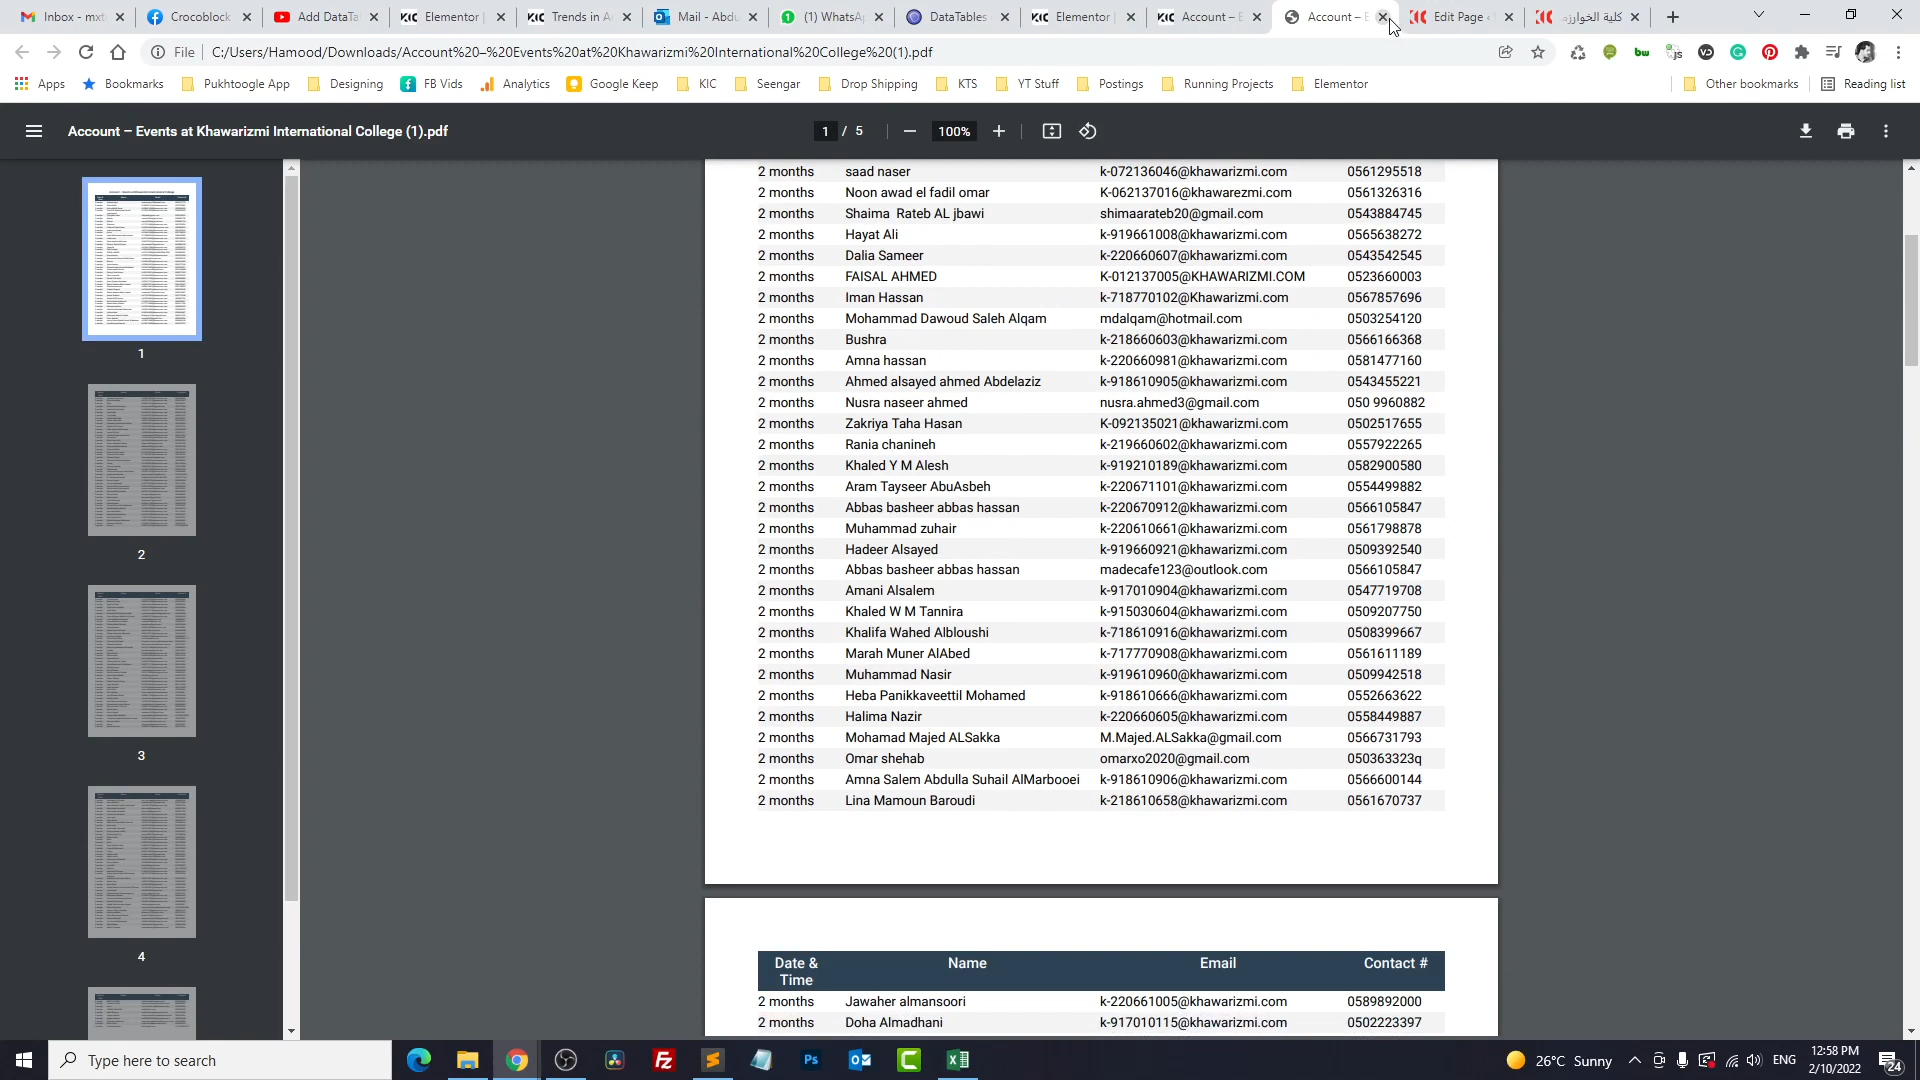 Inbox - mxt
Crocoblock
Add DataTa
Elementor |
Trends in A
Mail - Abdu
(1) WhatsA
DataTables
Elementor |
Account – E
Account – E
Edit Page ‹
كلية الخوارزم
File C:/Users/Hamood/Downloads/Account%20–%20Events%20at%20Khawarizmi%20International%20College%20(1).pdf
Apps Bookmarks Pukhtoogle App Designing FB Vids Analytics Google Keep KIC Seengar Drop Shipping KTS YT Stuff Postings Running Projects Elementor Other bookmarks Reading list
Account – Events at Khawarizmi International College (1).pdf 1 / 5 100%
1
2
3
4
2 months saad naser k-072136046@khawarizmi.com 0561295518
2 months Noon awad el fadil omar K-062137016@khawarezmi.com 0561326316
2 months Shaima Rateb AL jbawi shimaarateb20@gmail.com 0543884745
2 months Hayat Ali k-919661008@khawarizmi.com 0565638272
2 months Dalia Sameer k-220660607@khawarizmi.com 0543542545
2 months FAISAL AHMED K-012137005@KHAWARIZMI.COM 0523660003
2 months Iman Hassan k-718770102@Khawarizmi.com 0567857696
2 months Mohammad Dawoud Saleh Alqam mdalqam@hotmail.com 0503254120
2 months Bushra k-218660603@khawarizmi.com 0566166368
2 months Amna hassan k-220660981@khawarizmi.com 0581477160
2 months Ahmed alsayed ahmed Abdelaziz k-918610905@khawarizmi.com 0543455221
2 months Nusra naseer ahmed nusra.ahmed3@gmail.com 050 9960882
2 months Zakriya Taha Hasan K-092135021@khawarizmi.com 0502517655
2 months Rania chanineh k-219660602@khawarizmi.com 0557922265
2 months Khaled Y M Alesh k-919210189@khawarizmi.com 0582900580
2 months Aram Tayseer AbuAsbeh k-220671101@khawarizmi.com 0554499882
2 months Abbas basheer abbas hassan k-220670912@khawarizmi.com 0566105847
2 months Muhammad zuhair k-220610661@khawarizmi.com 0561798878
2 months Hadeer Alsayed k-919660921@khawarizmi.com 0509392540
2 months Abbas basheer abbas hassan madecafe123@outlook.com 0566105847
2 months Amani Alsalem k-917010904@khawarizmi.com 0547719708
2 months Khaled W M Tannira k-915030604@khawarizmi.com 0509207750
2 months Khalifa Wahed Albloushi k-718610916@khawarizmi.com 0508399667
2 months Marah Muner AlAbed k-717770908@khawarizmi.com 0561611189
2 months Muhammad Nasir k-919610960@khawarizmi.com 0509942518
2 months Heba Panikkaveettil Mohamed k-918610666@khawarizmi.com 0552663622
2 months Halima Nazir k-220660605@khawarizmi.com 0558449887
2 months Mohamad Majed ALSakka M.Majed.ALSakka@gmail.com 0566731793
2 months Omar shehab omarxo2020@gmail.com 050363323q
2 months Amna Salem Abdulla Suhail AlMarbooei k-918610906@khawarizmi.com 0566600144
2 months Lina Mamoun Baroudi k-218610658@khawarizmi.com 0561670737
Date & Name Email Contact #
Time
2 months Jawaher almansoori k-220661005@khawarizmi.com 0589892000
2 months Doha Almadhani k-917010115@khawarizmi.com 0502223397
Type here to search
26°C Sunny
ENG
12:58 PM
2/10/2022
24